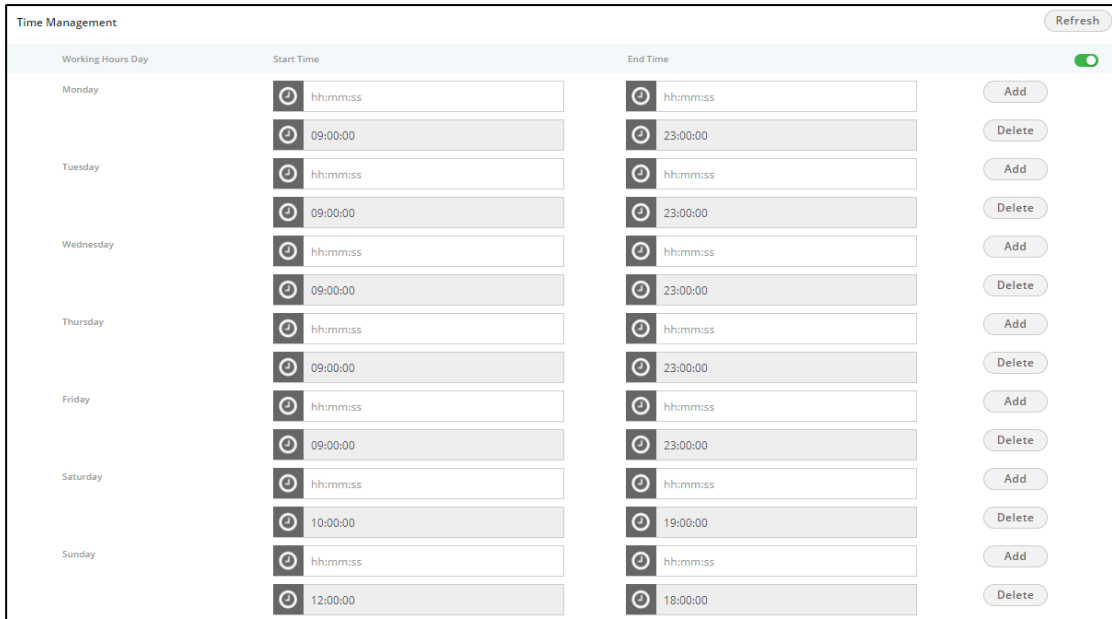 Time Management Refresh
Working Hours Day Start Time End Time
Monday hh:mm:ss hh:mm:ss Add
09:00:00 23:00:00 Delete
Tuesday hh:mm:ss hh:mm:ss Add
09:00:00 23:00:00 Delete
Wednesday hh:mm:ss hh:mm:ss Add
09:00:00 23:00:00 Delete
Thursday hh:mm:ss hh:mm:ss Add
09:00:00 23:00:00 Delete
Friday hh:mm:ss hh:mm:ss Add
09:00:00 23:00:00 Delete
Saturday hh:mm:ss hh:mm:ss Add
10:00:00 19:00:00 Delete
Sunday hh:mm:ss hh:mm:ss Add
12:00:00 18:00:00 Delete